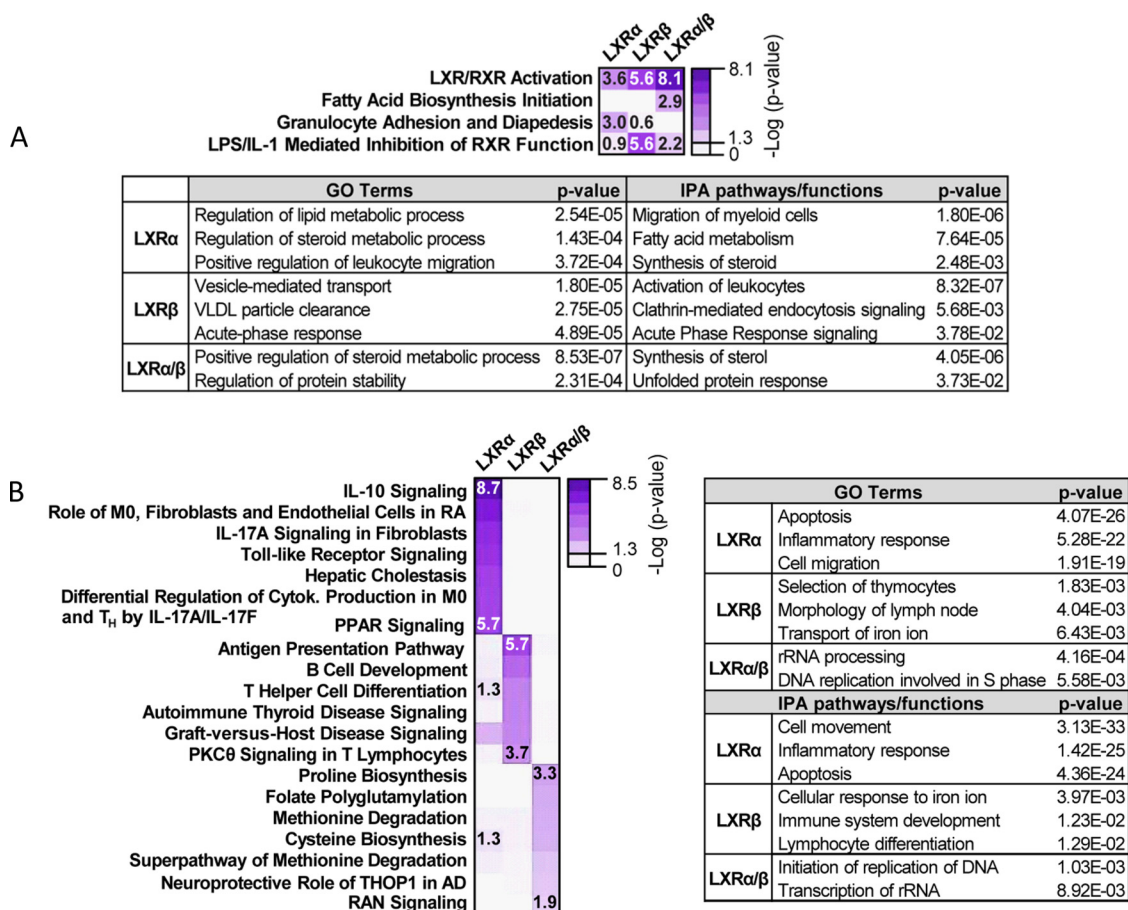 A
LXRα LXRβ LXRα/β
LXR/RXR Activation 3.6 5.6 8.1
Fatty Acid Biosynthesis Initiation 2.9
Granulocyte Adhesion and Diapedesis 3.0 0.6
LPS/IL-1 Mediated Inhibition of RXR Function 0.9 5.6 2.2
8.1
1.3
0
-Log (p-value)
GO Terms p-value IPA pathways/functions p-value
LXRα
Regulation of lipid metabolic process 2.54E-05 Migration of myeloid cells 1.80E-06
Regulation of steroid metabolic process 1.43E-04 Fatty acid metabolism 7.64E-05
Positive regulation of leukocyte migration 3.72E-04 Synthesis of steroid 2.48E-03
LXRβ
Vesicle-mediated transport 1.80E-05 Activation of leukocytes 8.32E-07
VLDL particle clearance 2.75E-05 Clathrin-mediated endocytosis signaling 5.68E-03
Acute-phase response 4.89E-05 Acute Phase Response signaling 3.78E-02
LXRα/β
Positive regulation of steroid metabolic process 8.53E-07 Synthesis of sterol 4.05E-06
Regulation of protein stability 2.31E-04 Unfolded protein response 3.73E-02
B
LXRα LXRβ LXRα/β
IL-10 Signaling 8.7
Role of M0, Fibroblasts and Endothelial Cells in RA
IL-17A Signaling in Fibroblasts
Toll-like Receptor Signaling
Hepatic Cholestasis
Differential Regulation of Cytok. Production in M0
and TH by IL-17A/IL-17F
PPAR Signaling 5.7
Antigen Presentation Pathway 5.7
B Cell Development
T Helper Cell Differentiation 1.3
Autoimmune Thyroid Disease Signaling
Graft-versus-Host Disease Signaling
PKCθ Signaling in T Lymphocytes 3.7
Proline Biosynthesis 3.3
Folate Polyglutamylation
Methionine Degradation
Cysteine Biosynthesis 1.3
Superpathway of Methionine Degradation
Neuroprotective Role of THOP1 in AD
RAN Signaling 1.9
8.5
1.3
0
-Log (p-value)
GO Terms p-value
LXRα
Apoptosis 4.07E-26
Inflammatory response 5.28E-22
Cell migration 1.91E-19
LXRβ
Selection of thymocytes 1.83E-03
Morphology of lymph node 4.04E-03
Transport of iron ion 6.43E-03
LXRα/β
rRNA processing 4.16E-04
DNA replication involved in S phase 5.58E-03
IPA pathways/functions p-value
LXRα
Cell movement 3.13E-33
Inflammatory response 1.42E-25
Apoptosis 4.36E-24
LXRβ
Cellular response to iron ion 3.97E-03
Immune system development 1.23E-02
Lymphocyte differentiation 1.29E-02
LXRα/β
Initiation of replication of DNA 1.03E-03
Transcription of rRNA 8.92E-03